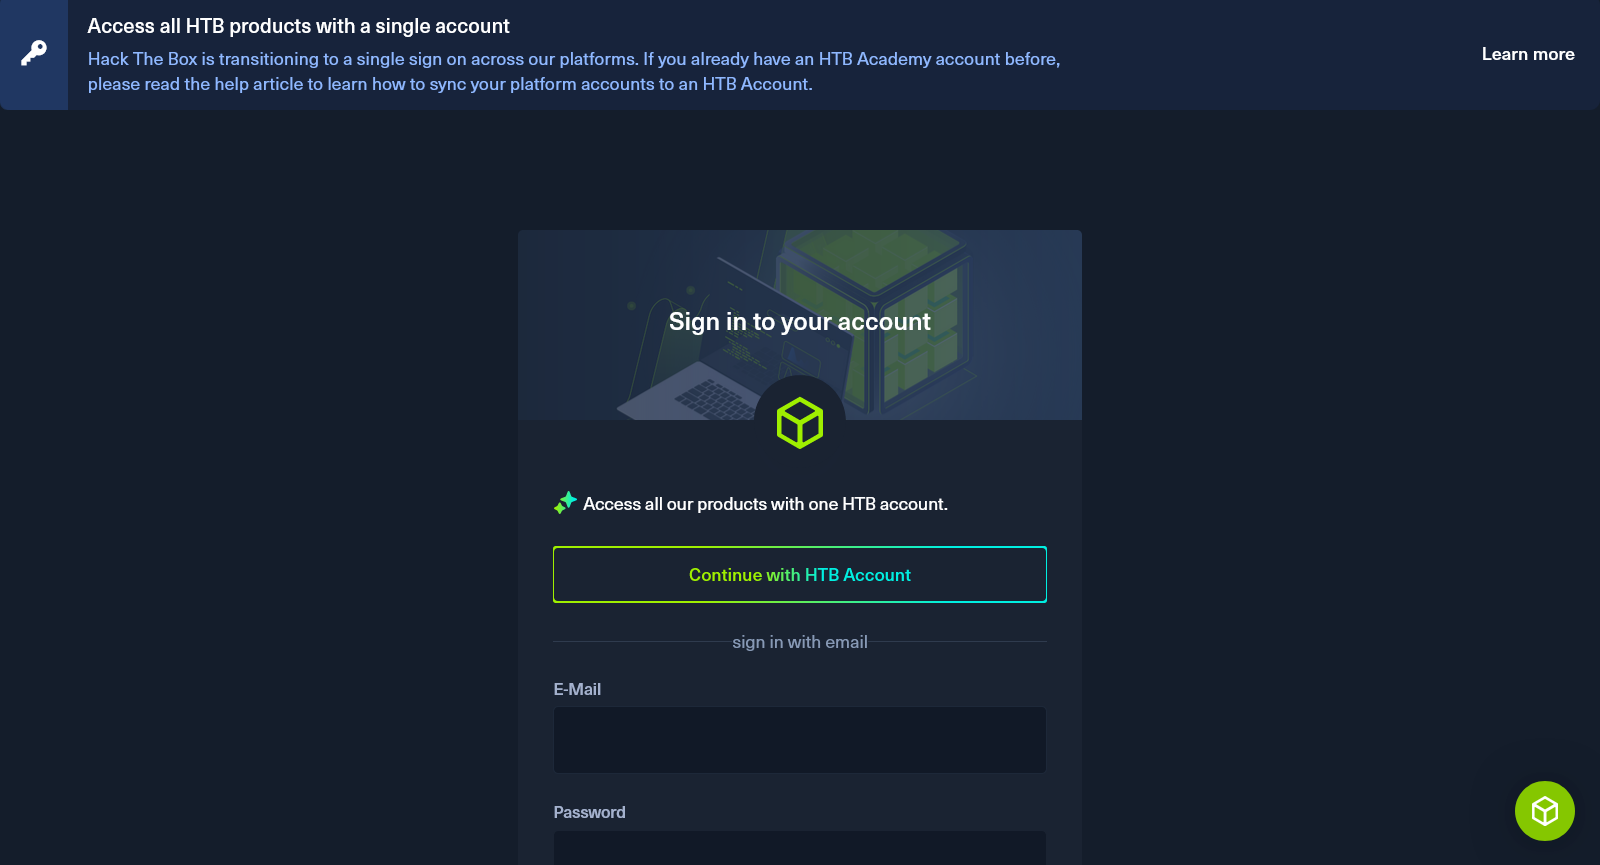 Access all HTB products with a single account
Hack The Box is transitioning to a single sign on across our platforms. If you already have an HTB Academy account before,
please read the help article to learn how to sync your platform accounts to an HTB Account.
Learn more
Sign in to your account
Access all our products with one HTB account.
Continue with HTB Account
sign in with email
E-Mail
Password